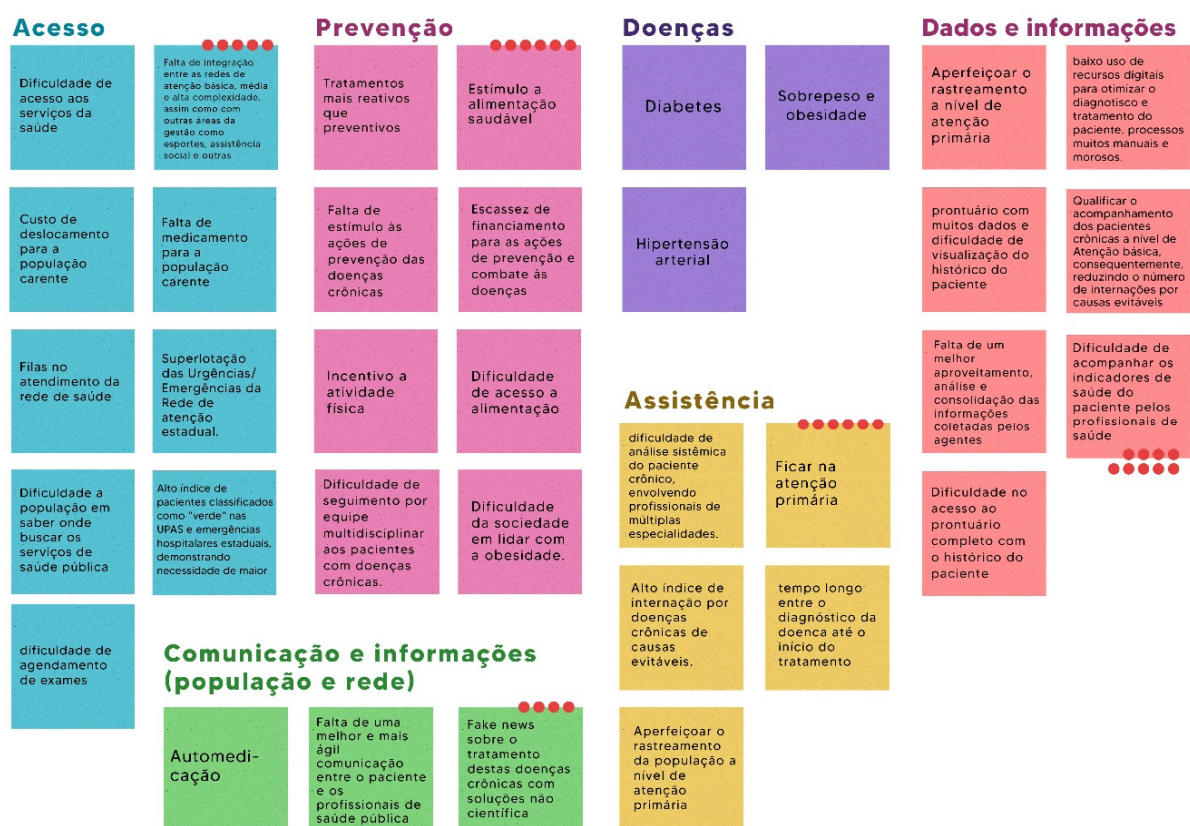 Acesso
Dificuldade de
acesso aos
serviços da
saúde
Falta de integração
entre as redes de
atenção básica, média
e alta complexidade,
assim como com
outras áreas da
gestão como
esportes, assistência
social e outras
Custo de
deslocamento
para a
população
carente
Falta de
medicamento
para a
população
carente
Filas no
atendimento da
rede de saúde
Superlotação
das Urgências/
Emergências da
Rede de
atenção
estadual.
Dificuldade a
população em
saber onde
buscar os
serviços de
saúde pública
Alto índice de
pacientes classificados
como "verde" nas
UPAS e emergências
hospitalares estaduais,
demonstrando
necessidade de maior
dificuldade de
agendamento
de exames
Prevenção
Tratamentos
mais reativos
que
preventivos
Estímulo a
alimentação
saudável
Falta de
estímulo às
ações de
prevenção das
doenças
crônicas
Escassez de
financiamento
para as ações
de prevenção e
combate às
doenças
Incentivo a
atividade
física
Dificuldade
de acesso a
alimentação
Dificuldade de
seguimento por
equipe
multidisciplinar
aos pacientes
com doenças
crônicas.
Dificuldade
da sociedade
em lidar com
a obesidade.
Comunicação e informações
(população e rede)
Automedi-
cação
Falta de uma
melhor e mais
ágil
comunicação
entre o paciente
e os
profissionais de
saúde pública
Fake news
sobre o
tratamento
destas doenças
crônicas com
soluções não
científica
Doenças
Diabetes
Sobrepeso e
obesidade
Hipertensão
arterial
Assistência
dificuldade de
análise sistêmica
do paciente
crônico,
envolvendo
profissionais de
múltiplas
especialidades.
Ficar na
atenção
primária
Alto índice de
internação por
doenças
crônicas de
causas
evitáveis.
tempo longo
entre o
diagnóstico da
doenca até o
início do
tratamento
Aperfeiçoar o
rastreamento
da população a
nível de
atenção
primária
Dados e informações
Aperfeiçoar o
rastreamento
a nível de
atenção
primária
baixo uso de
recursos digitais
para otimizar o
diagnotisco e
tratamento do
paciente, processos
muitos manuais e
morosos.
prontuário com
muitos dados e
dificuldade de
visualização do
histórico do
paciente
Qualificar o
acompanhamento
dos pacientes
crônicas a nível de
Atenção básica,
consequentemente,
reduzindo o número
de internações por
causas evitáveis
Falta de um
melhor
aproveitamento,
análise e
consolidação das
informações
coletadas pelos
agentes
Dificuldade de
acompanhar os
indicadores de
saúde do
paciente pelos
profissionais de
saúde
Dificuldade no
acesso ao
prontuário
completo com
o histórico do
paciente